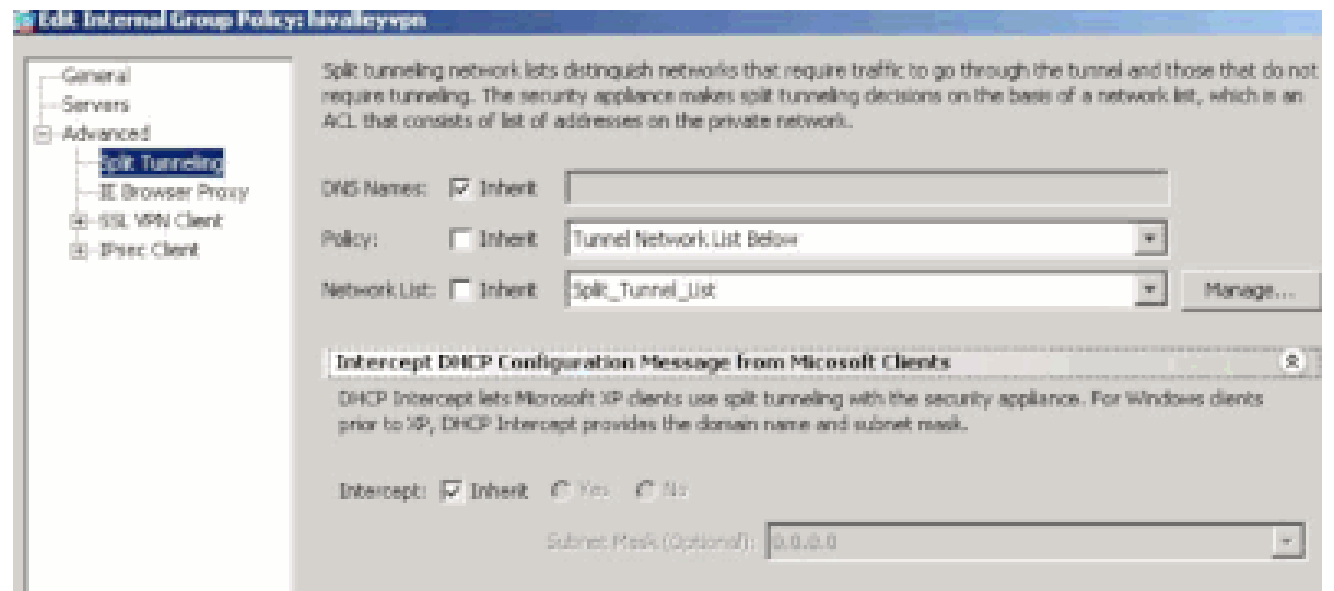 Edit Internal Group Policy: hivalleyvpn
General
Servers
Advanced
Split Tunneling
IE Browser Proxy
SSL VPN Client
IPsec Client
Split tunneling network lists distinguish networks that require traffic to go through the tunnel and those that do not
require tunneling. The security appliance makes split tunneling decisions on the basis of a network list, which is an
ACL that consists of list of addresses on the private network.
DNS Names: Inherit
Policy: Inherit Tunnel Network List Below
Network List: Inherit Split_Tunnel_List Manage...
Intercept DHCP Configuration Message from Micosoft Clients
DHCP Intercept lets Microsoft XP clients use split tunneling with the security appliance. For Windows clients
prior to XP, DHCP Intercept provides the domain name and subnet mask.
Intercept: Inherit Yes No
Subnet Mask (Optional): 0.0.0.0